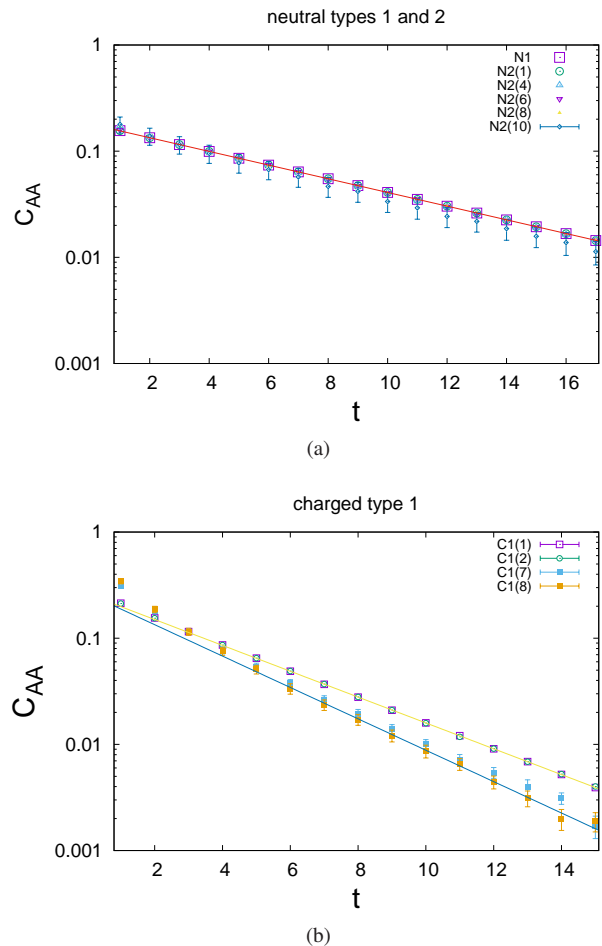 neutral types 1 and 2
1
0.1
0.01
0.001
C_AA
N1
N2(1)
N2(4)
N2(6)
N2(8)
N2(10)
2 4 6 8 10 12 14 16
t
(a)
charged type 1
1
0.1
0.01
0.001
C_AA
C1(1)
C1(2)
C1(7)
C1(8)
2 4 6 8 10 12 14
t
(b)